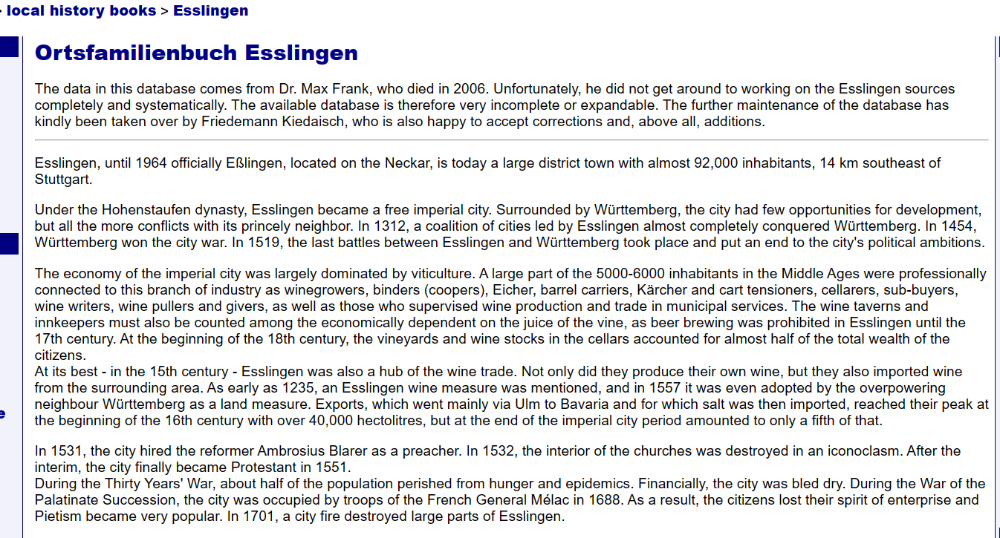 local history books > Esslingen
Ortsfamilienbuch Esslingen
The data in this database comes from Dr. Max Frank, who died in 2006. Unfortunately, he did not get around to working on the Esslingen sources
completely and systematically. The available database is therefore very incomplete or expandable. The further maintenance of the database has
kindly been taken over by Friedemann Kiedaisch, who is also happy to accept corrections and, above all, additions.
Esslingen, until 1964 officially Eßlingen, located on the Neckar, is today a large district town with almost 92,000 inhabitants, 14 km southeast of
Stuttgart.
Under the Hohenstaufen dynasty, Esslingen became a free imperial city. Surrounded by Württemberg, the city had few opportunities for development,
but all the more conflicts with its princely neighbor. In 1312, a coalition of cities led by Esslingen almost completely conquered Württemberg. In 1454,
Württemberg won the city war. In 1519, the last battles between Esslingen and Württemberg took place and put an end to the city's political ambitions.
The economy of the imperial city was largely dominated by viticulture. A large part of the 5000-6000 inhabitants in the Middle Ages were professionally
connected to this branch of industry as winegrowers, binders (coopers), Eicher, barrel carriers, Kärcher and cart tensioners, cellarers, sub-buyers,
wine writers, wine pullers and givers, as well as those who supervised wine production and trade in municipal services. The wine taverns and
innkeepers must also be counted among the economically dependent on the juice of the vine, as beer brewing was prohibited in Esslingen until the
17th century. At the beginning of the 18th century, the vineyards and wine stocks in the cellars accounted for almost half of the total wealth of the
citizens.
At its best - in the 15th century - Esslingen was also a hub of the wine trade. Not only did they produce their own wine, but they also imported wine
from the surrounding area. As early as 1235, an Esslingen wine measure was mentioned, and in 1557 it was even adopted by the overpowering
neighbour Württemberg as a land measure. Exports, which went mainly via Ulm to Bavaria and for which salt was then imported, reached their peak at
e
the beginning of the 16th century with over 40,000 hectolitres, but at the end of the imperial city period amounted to only a fifth of that.
In 1531, the city hired the reformer Ambrosius Blarer as a preacher. In 1532, the interior of the churches was destroyed in an iconoclasm. After the
interim, the city finally became Protestant in 1551.
During the Thirty Years' War, about half of the population perished from hunger and epidemics. Financially, the city was bled dry. During the War of the
Palatinate Succession, the city was occupied by troops of the French General Mélac in 1688. As a result, the citizens lost their spirit of enterprise and
Pietism became very popular. In 1701, a city fire destroyed large parts of Esslingen.